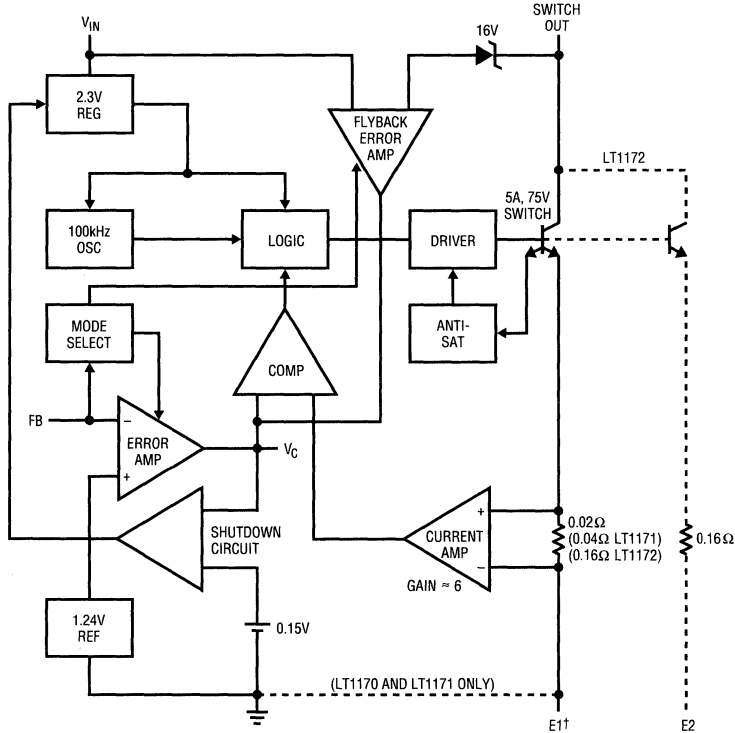 VIN
SWITCH
OUT
16V
2.3V
REG
FLYBACK
ERROR
AMP
LT1172
5A, 75V
SWITCH
100kHz
OSC
LOGIC
DRIVER
MODE
SELECT
ANTI-
SAT
COMP
FB
−
ERROR
AMP
+
VC
SHUTDOWN
CIRCUIT
CURRENT
AMP
+
−
GAIN ≈ 6
0.02Ω
(0.04Ω LT1171)
(0.16Ω LT1172)
0.16Ω
1.24V
REF
0.15V
(LT1170 AND LT1171 ONLY)
E1†
E2